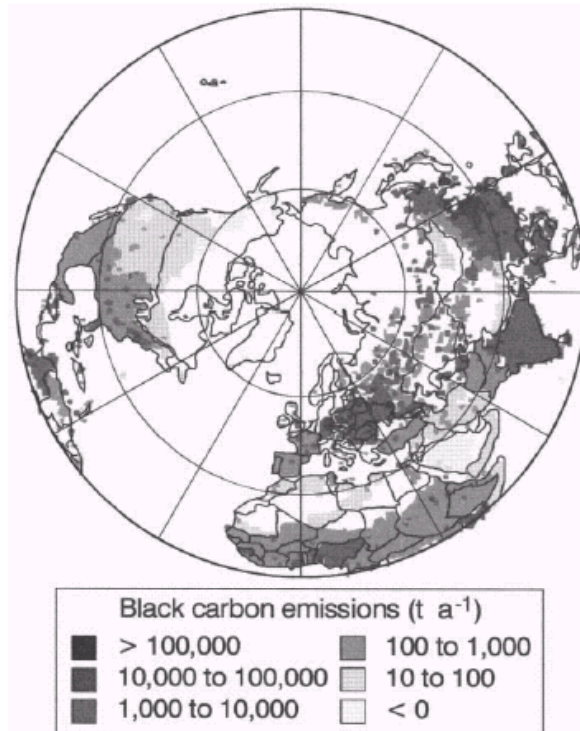 Black carbon emissions (t a-1)
> 100,000
10,000 to 100,000
1,000 to 10,000
100 to 1,000
10 to 100
< 0